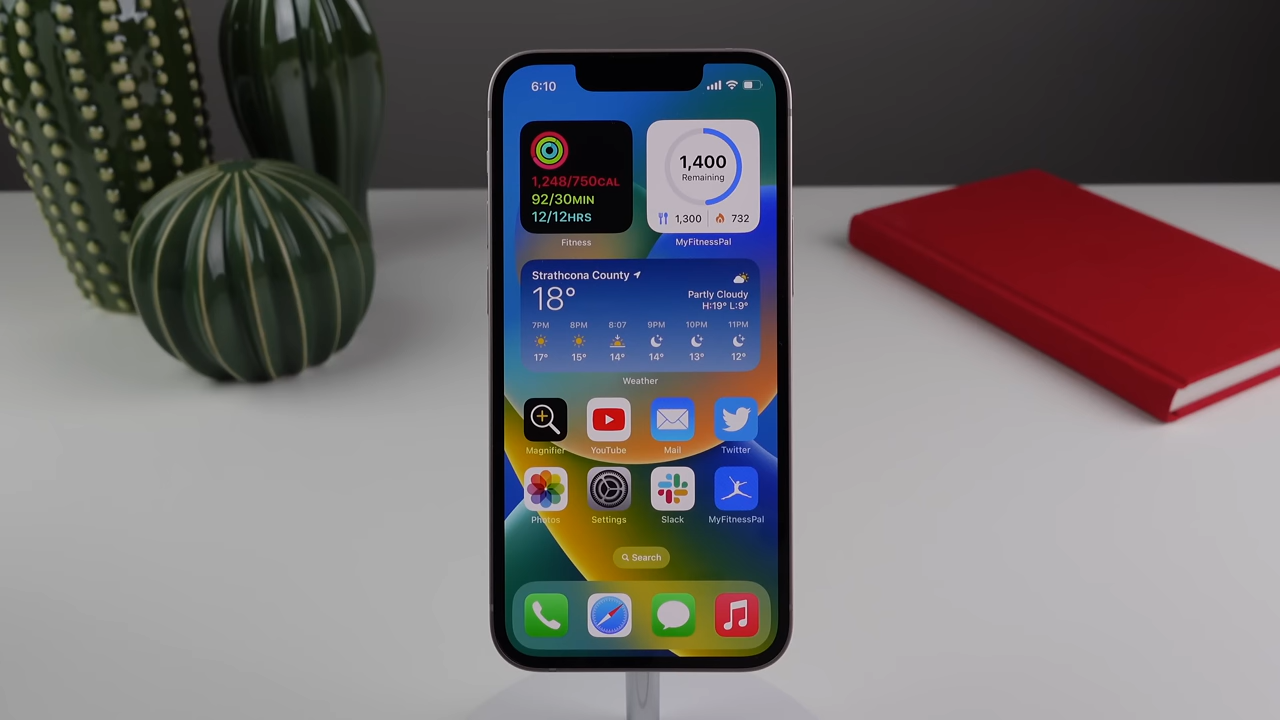 6:10
1,248/750CAL
92/30MIN
12/12HRS
Fitness
1,400
Remaining
1,300 732
MyFitnessPal
Strathcona County
18°
Partly Cloudy
H:19° L:9°
7PM 8PM 8:07 9PM 10PM 11PM
17° 15° 14° 14° 13° 12°
Weather
Magnifier YouTube Mail Twitter
Photos Settings Slack MyFitnessPal
Search